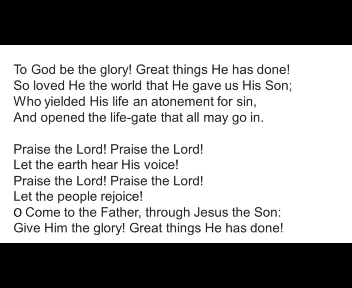 To God be the glory! Great things He has done!
So loved He the world that He gave us His Son;
Who yielded His life an atonement for sin,
And opened the life-gate that all may go in.

Praise the Lord! Praise the Lord!
Let the earth hear His voice!
Praise the Lord! Praise the Lord!
Let the people rejoice!
O Come to the Father, through Jesus the Son:
Give Him the glory! Great things He has done!